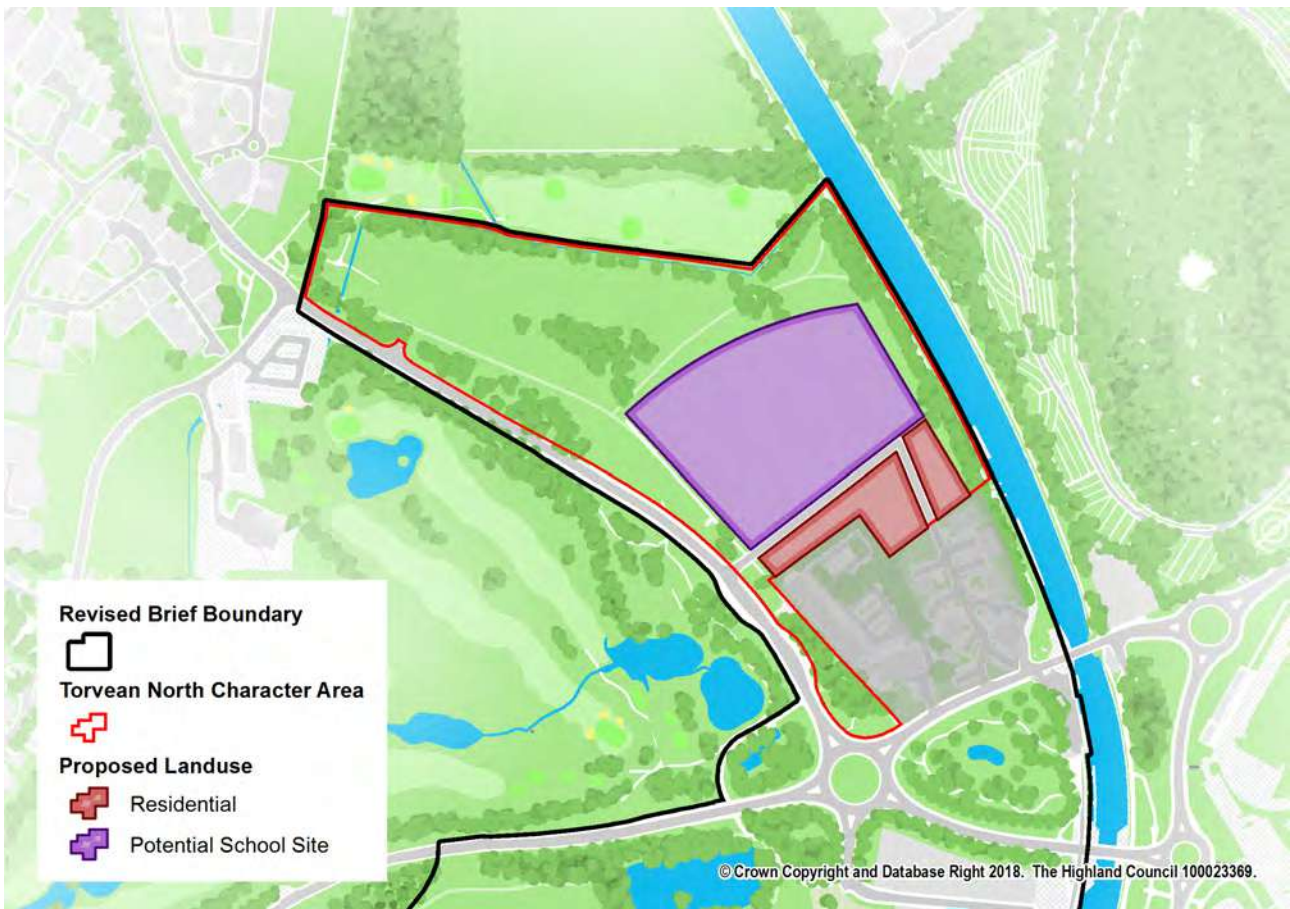 Revised Brief Boundary
Torvean North Character Area
Proposed Landuse
Residential
Potential School Site
© Crown Copyright and Database Right 2018. The Highland Council 100023369.